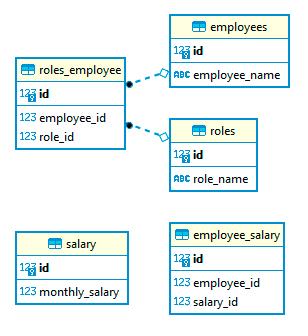 employees
123 id
ABC employee_name
roles_employee
123 id
123 employee_id
123 role_id
roles
123 id
ABC role_name
salary
123 id
123 monthly_salary
employee_salary
123 id
123 employee_id
123 salary_id